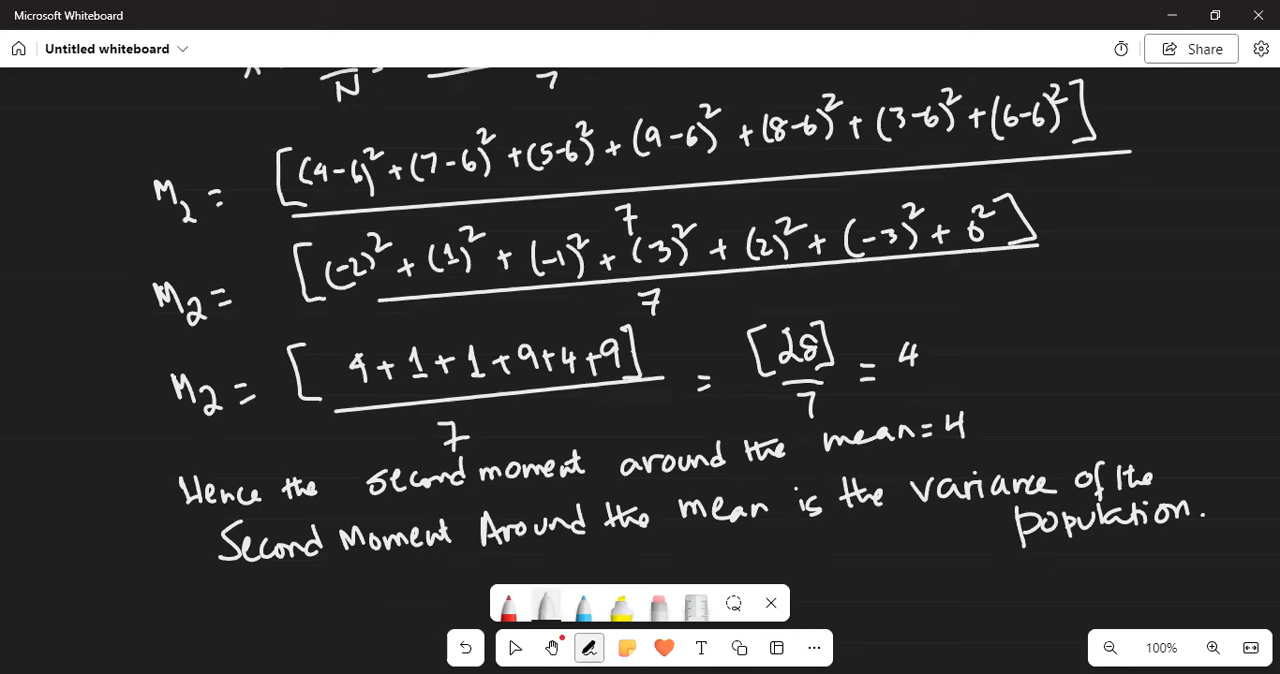 Microsoft Whiteboard
Untitled whiteboard
Share
N 7
[(4-6)² + (7-6)² + (5-6)² + (9-6)² + (8-6)² + (3-6)² + (6-6)²]
M₂ =
7
[(-2)² + (1)² + (-1)² + (3)² + (2)² + (-3)² + 0²]
M₂ =
7
M₂ = [4+1+1+9+4+9] = [28] = 4
7 7
Hence the second moment around the mean = 4
Second Moment Around the mean is the variance of the
population.
100%